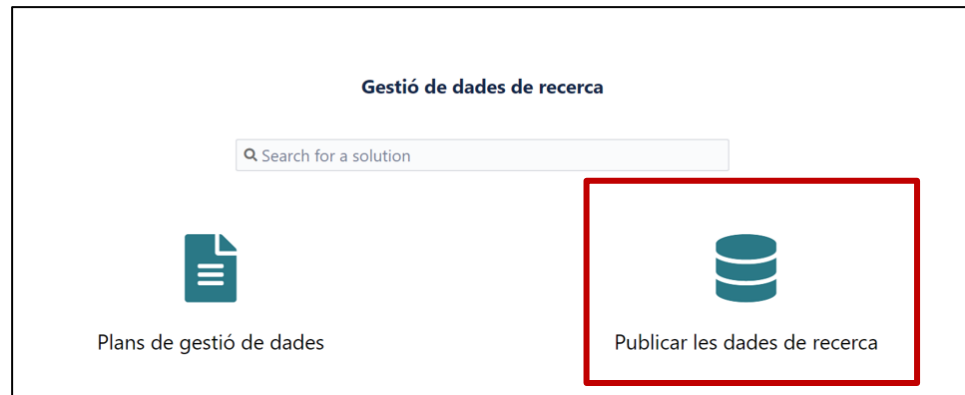 Gestió de dades de recerca
Search for a solution
Plans de gestió de dades
Publicar les dades de recerca